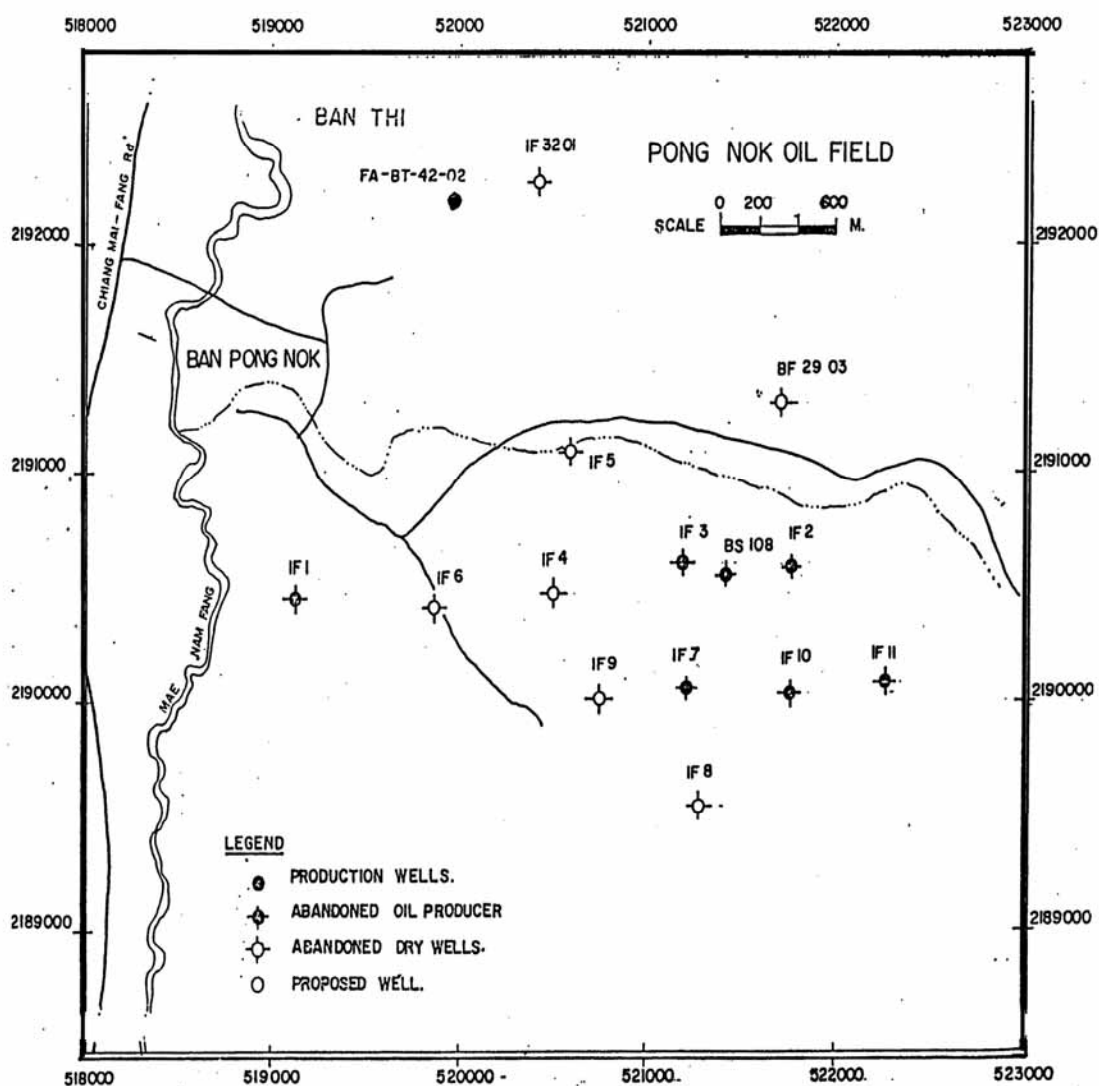 518000 519000 520000 521000 522000 523000
BAN THI
IF 3201
PONG NOK OIL FIELD
FA-BT-42-02
0 200 600
SCALE M.
2192000 2192000
CHIANG MAI-FANG Rd
BAN PONG NOK
BF 29 03
2191000 2191000
IF 5
IF 3
BS 108
IF 2
IF 4
IF 1
IF 6
MAE NAM FANG
IF 9
IF 7
IF 10
IF 11
2190000 2190000
IF 8
LEGEND
PRODUCTION WELLS.
ABANDONED OIL PRODUCER
2189000 2189000
ABANDONED DRY WELLS.
PROPOSED WELL.
518000 519000 520000 521000 522000 523000